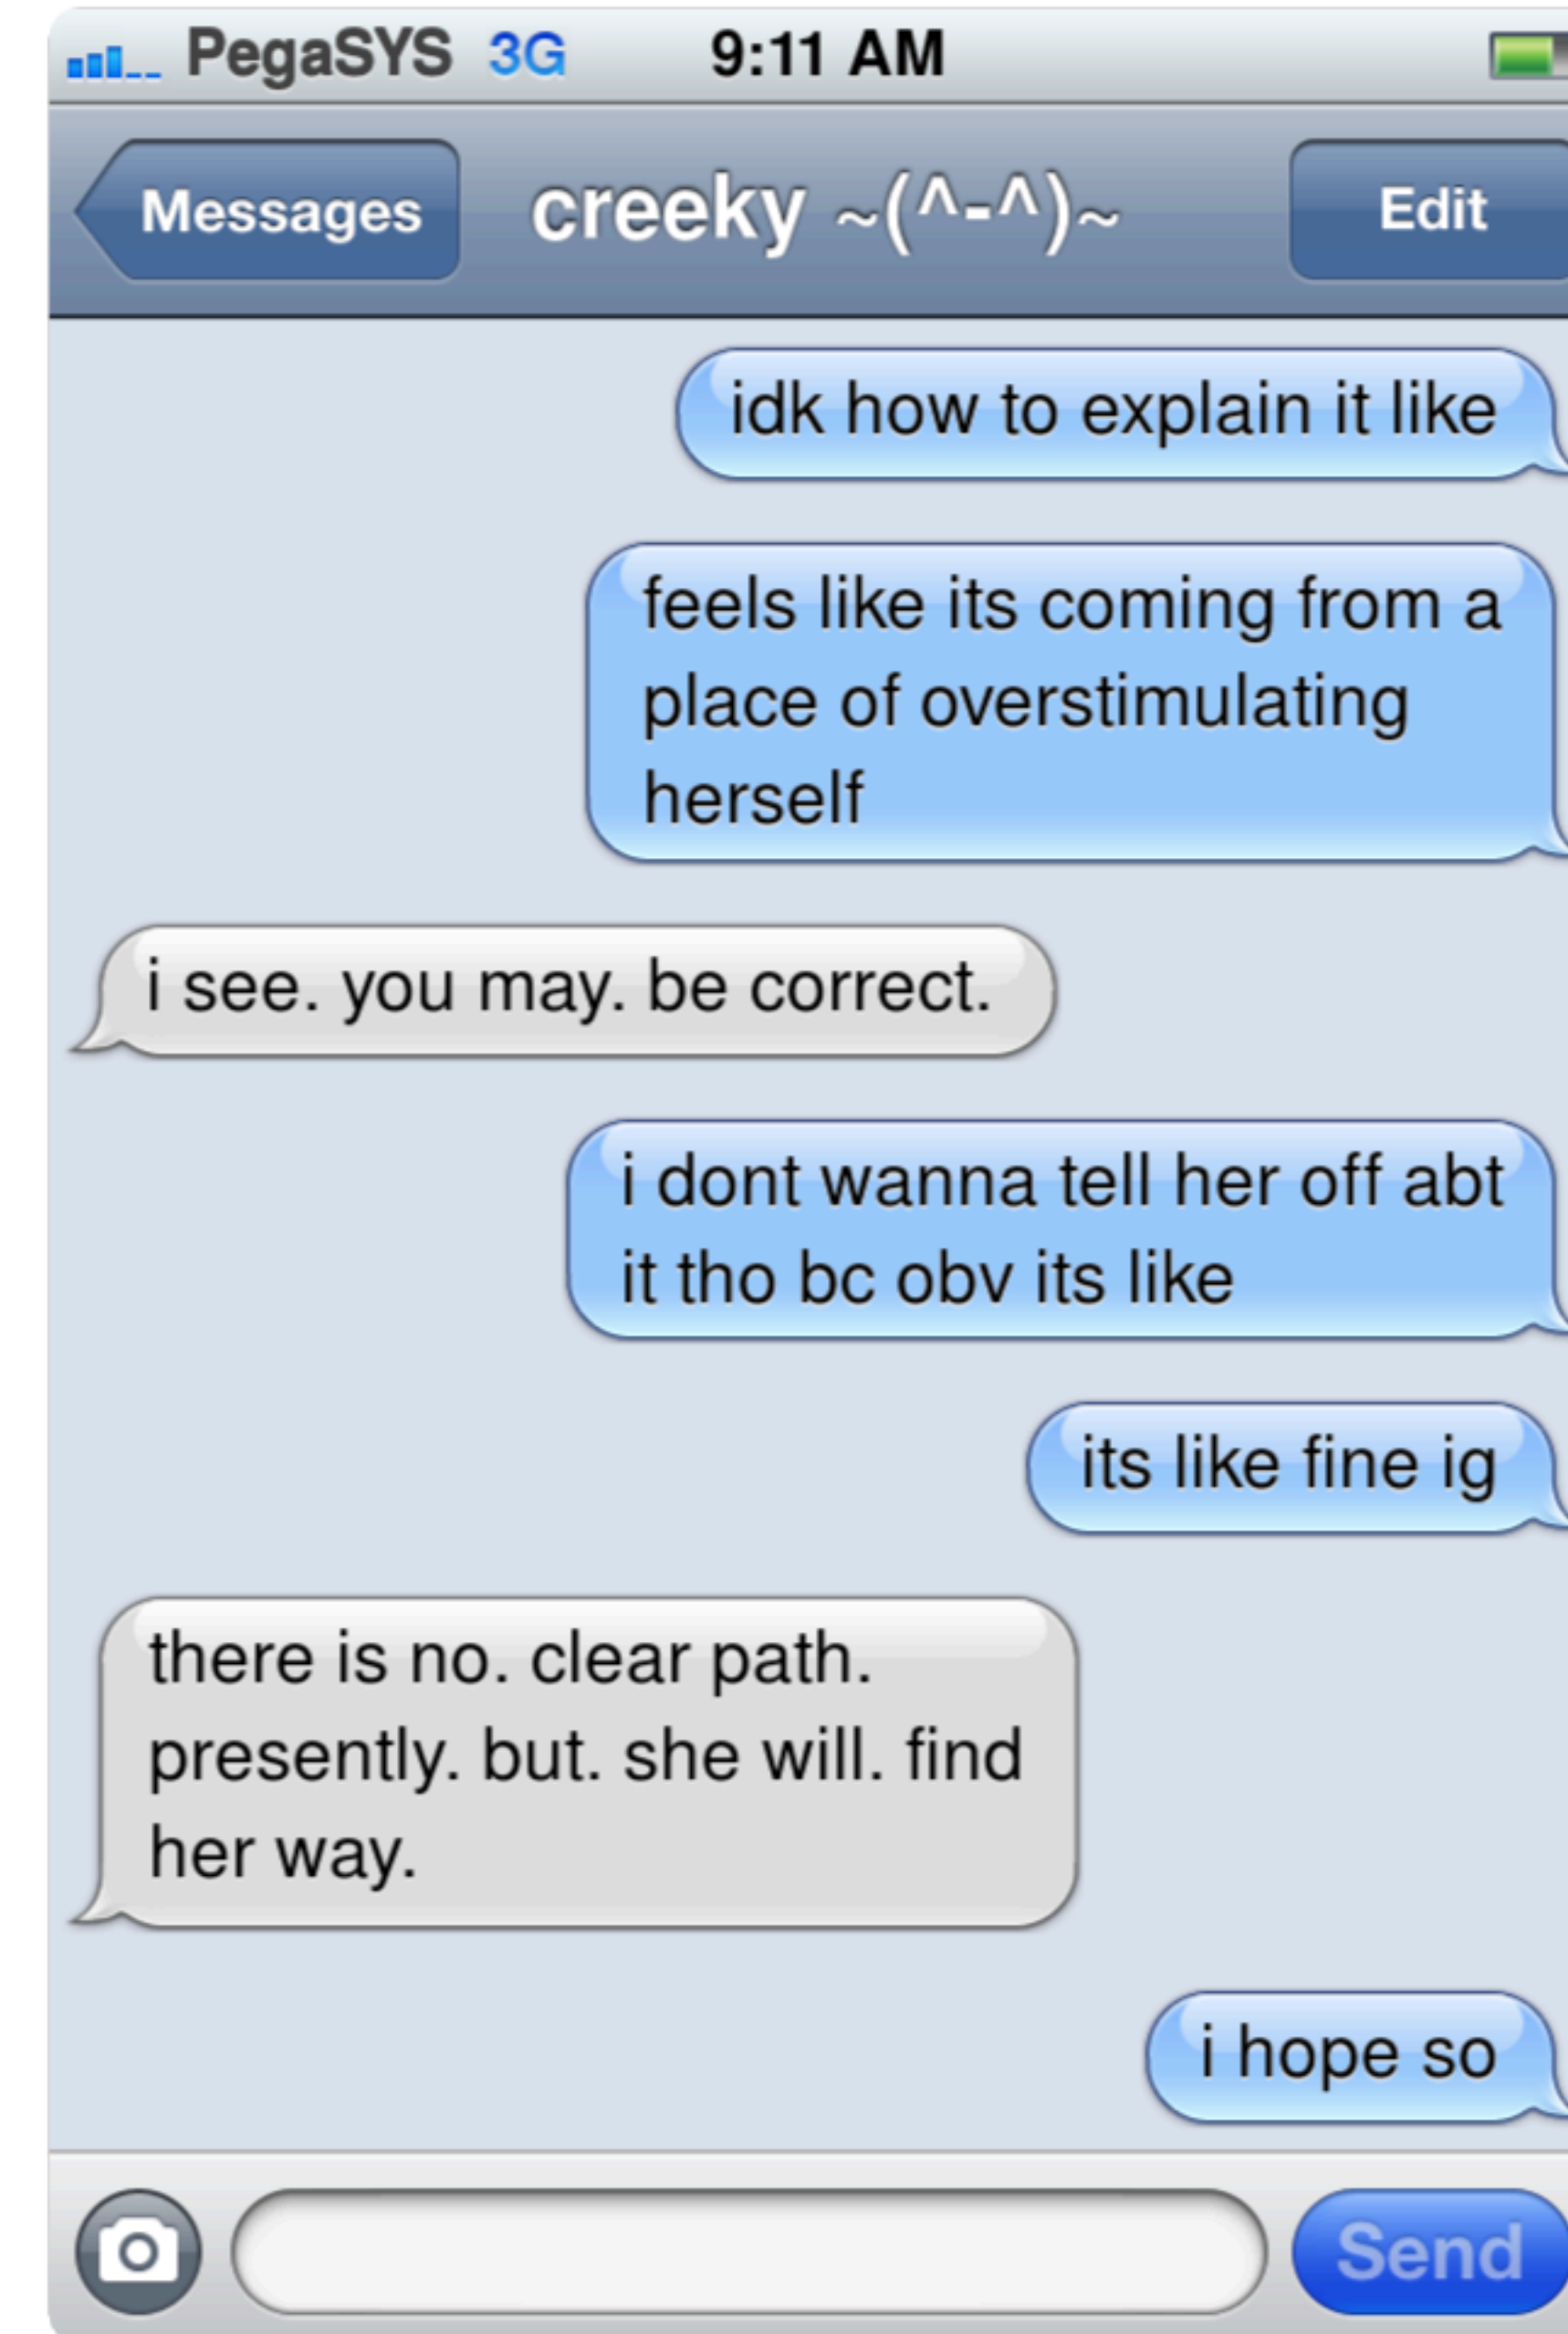 PegaSYS 3G 9:11 AM
Messages creeky ~(^-^)~ Edit
idk how to explain it like
feels like its coming from a
place of overstimulating
herself
i see. you may. be correct.
i dont wanna tell her off abt
it tho bc obv its like
its like fine ig
there is no. clear path.
presently. but. she will. find
her way.
i hope so
Send